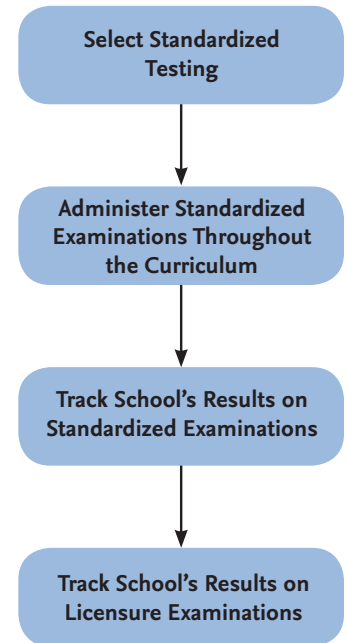 Select Standardized
Testing
Administer Standardized
Examinations Throughout
the Curriculum
Track School’s Results on
Standardized Examinations
Track School’s Results on
Licensure Examinations